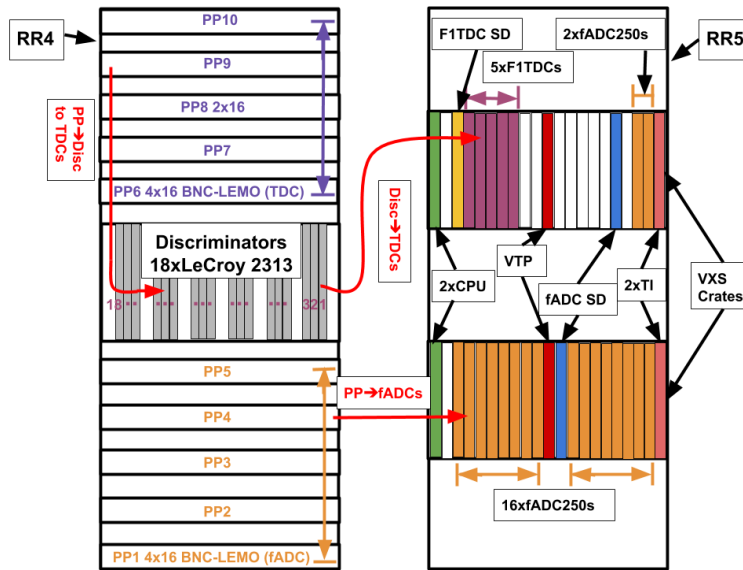 RR4
PP10
PP9
PP8 2x16
PP7
PP6 4x16 BNC-LEMO (TDC)
PP→Disc
to TDCs
Discriminators
18xLeCroy 2313
18
321
Disc→TDCs
PP5
PP4
PP3
PP2
PP1 4x16 BNC-LEMO (fADC)
PP→fADCs
F1TDC SD
2xfADC250s
5xF1TDCs
RR5
VTP
2xCPU
fADC SD
2xTI
VXS
Crates
16xfADC250s